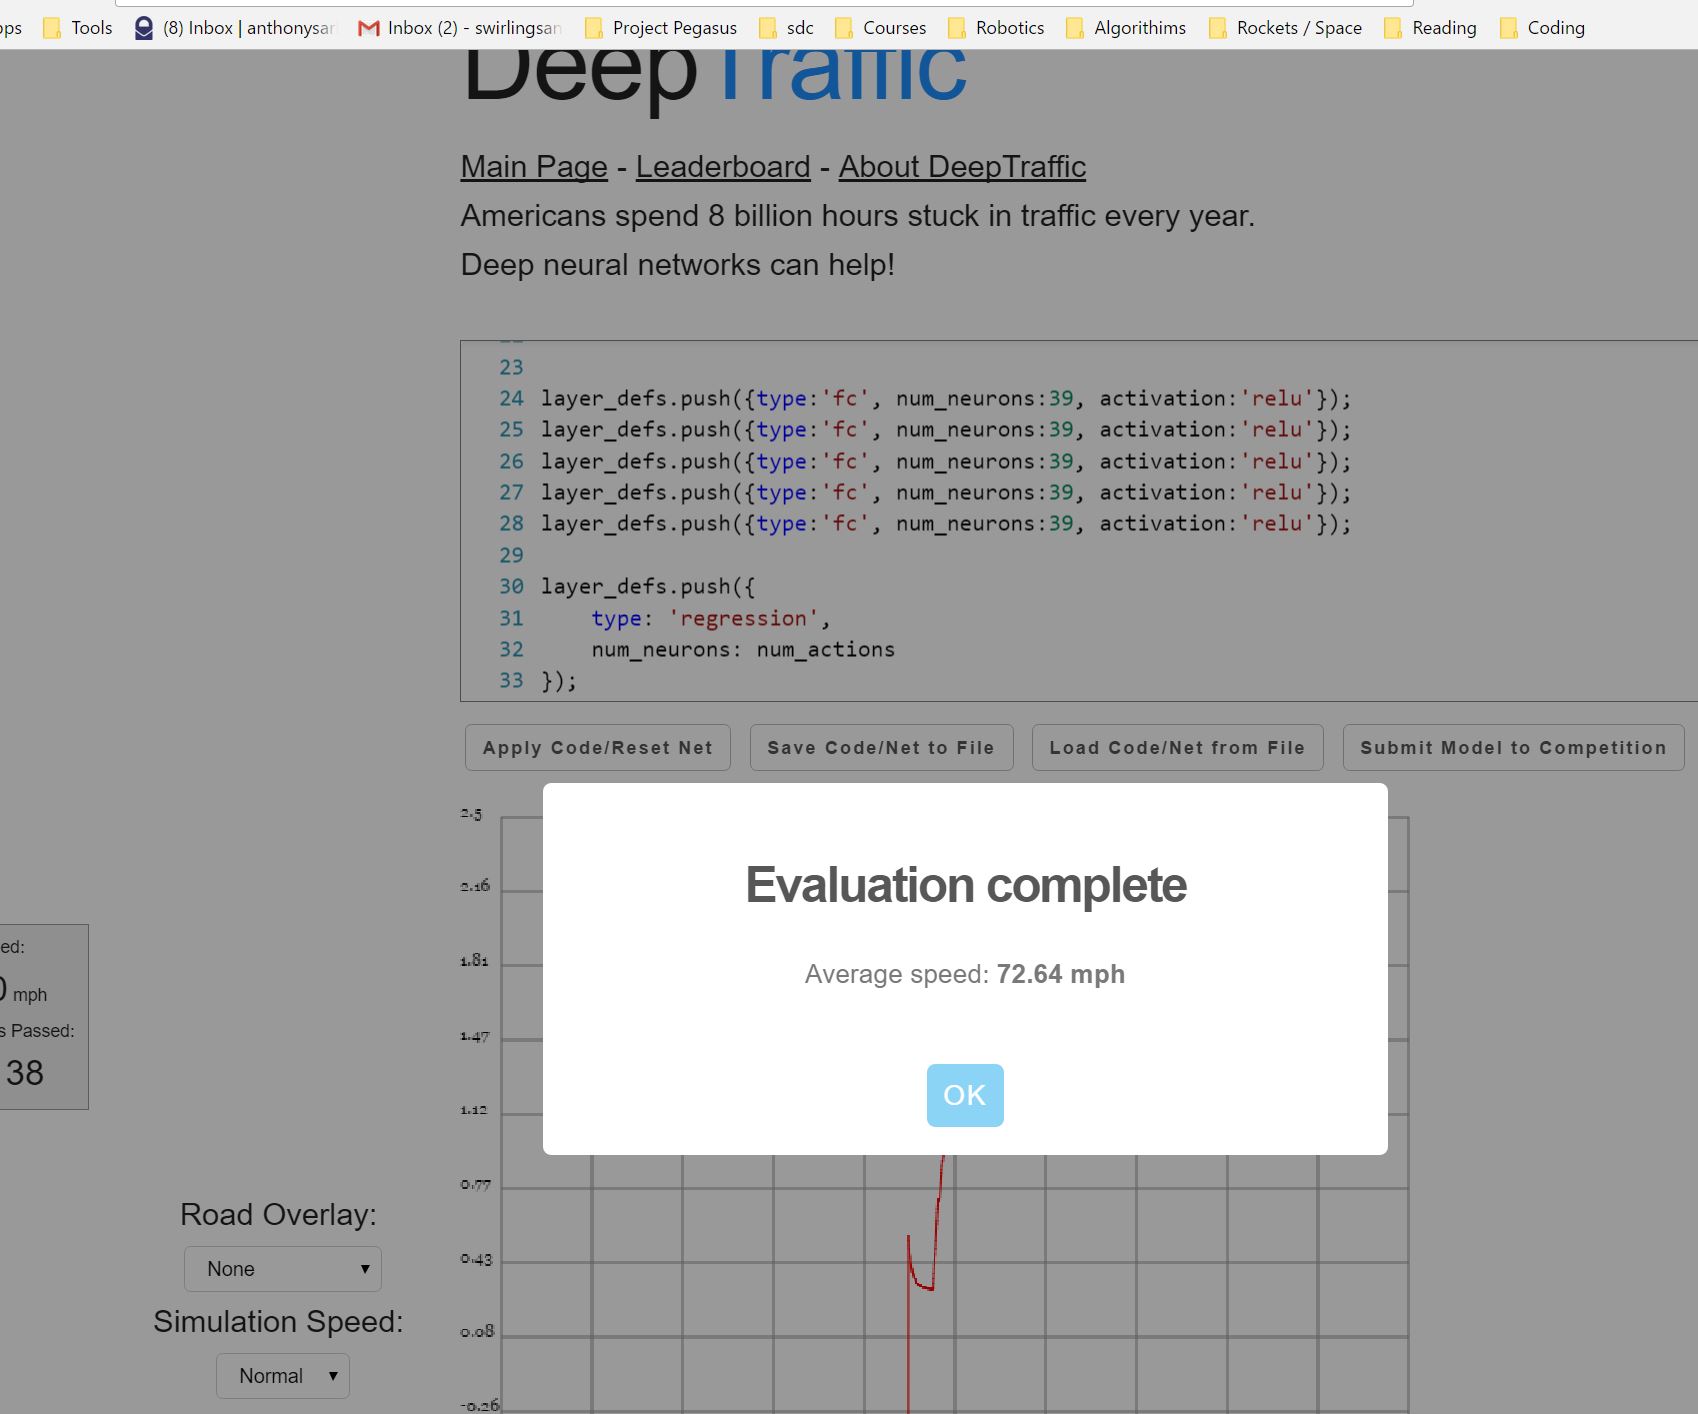 Tools (8) Inbox | anthonysar Inbox (2) - swirlingsan Project Pegasus sdc Courses Robotics Algorithims Rockets / Space Reading Coding
DeepTraffic
Main Page - Leaderboard - About DeepTraffic
Americans spend 8 billion hours stuck in traffic every year.
Deep neural networks can help!
23
24 layer_defs.push({type:'fc', num_neurons:39, activation:'relu'});
25 layer_defs.push({type:'fc', num_neurons:39, activation:'relu'});
26 layer_defs.push({type:'fc', num_neurons:39, activation:'relu'});
27 layer_defs.push({type:'fc', num_neurons:39, activation:'relu'});
28 layer_defs.push({type:'fc', num_neurons:39, activation:'relu'});
29
30 layer_defs.push({
31 type: 'regression',
32 num_neurons: num_actions
33 });
Apply Code/Reset Net Save Code/Net to File Load Code/Net from File Submit Model to Competition
2.5
2.16
1.81
1.47
1.12
0.77
0.43
0.08
-0.26
Evaluation complete
Average speed: 72.64 mph
OK
ed:
0 mph
s Passed:
38
Road Overlay:
None
Simulation Speed:
Normal